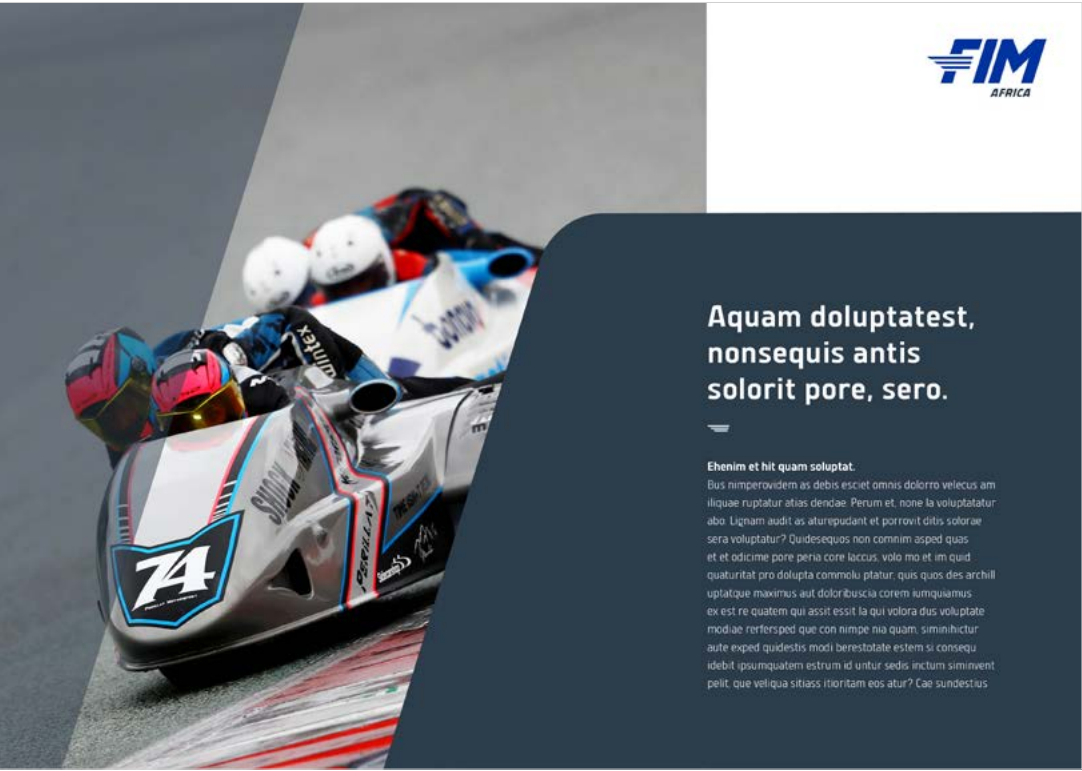 FIM
AFRICA
Aquam doluptatest,
nonsequis antis
solorit pore, sero.
Ehenim et hit quam soluptat.
Bus nimperovidem as debis esciet omnis dolorro velecus am
iliquae ruptatur atias dendae. Perum et, none la voluptatatur
abo. Lignam audit as aturepudant et porrovit ditis solorae
sera voluptatur? Quidesequos non comnim asped quas
et et odicime pore peria core laccus, volo mo et im quid
quaturitat pro dolupta commolu ptatur, quis quos des archill
uptatque maximus aut doloribuscia corem iumquiamus
ex est re quatem qui assit essit la qui volora dus voluptate
modiae rerfersped que con nimpe nia quam, siminihictur
aute exped quidestis modi berestotate estem si consequ
idebit ipsumquatem estrum id untur sedis inctum siminvent
pelit, que veliqua sitiass itioritam eos atur? Cae sundestius
wintex
bonovo
SHOCK
PERILLAT
74